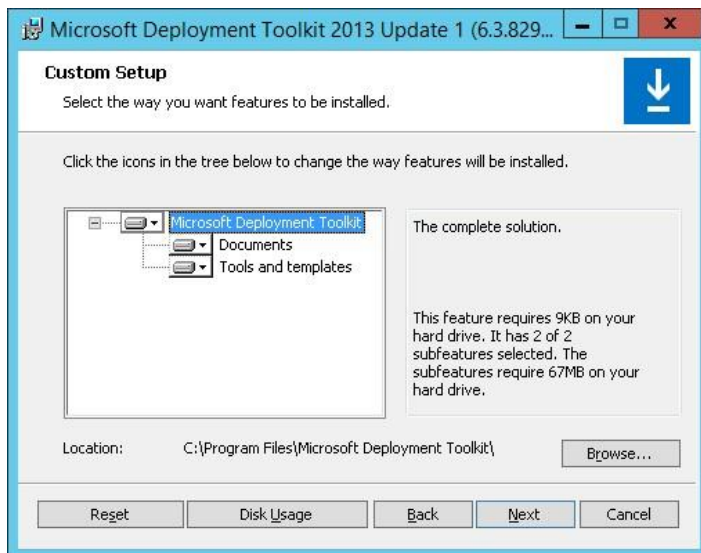 Microsoft Deployment Toolkit 2013 Update 1 (6.3.829...
Custom Setup
Select the way you want features to be installed.
Click the icons in the tree below to change the way features will be installed.
Microsoft Deployment Toolkit
Documents
Tools and templates
The complete solution.
This feature requires 9KB on your
hard drive. It has 2 of 2
subfeatures selected. The
subfeatures require 67MB on your
hard drive.
Location: C:\Program Files\Microsoft Deployment Toolkit\
Browse...
Reset Disk Usage Back Next Cancel